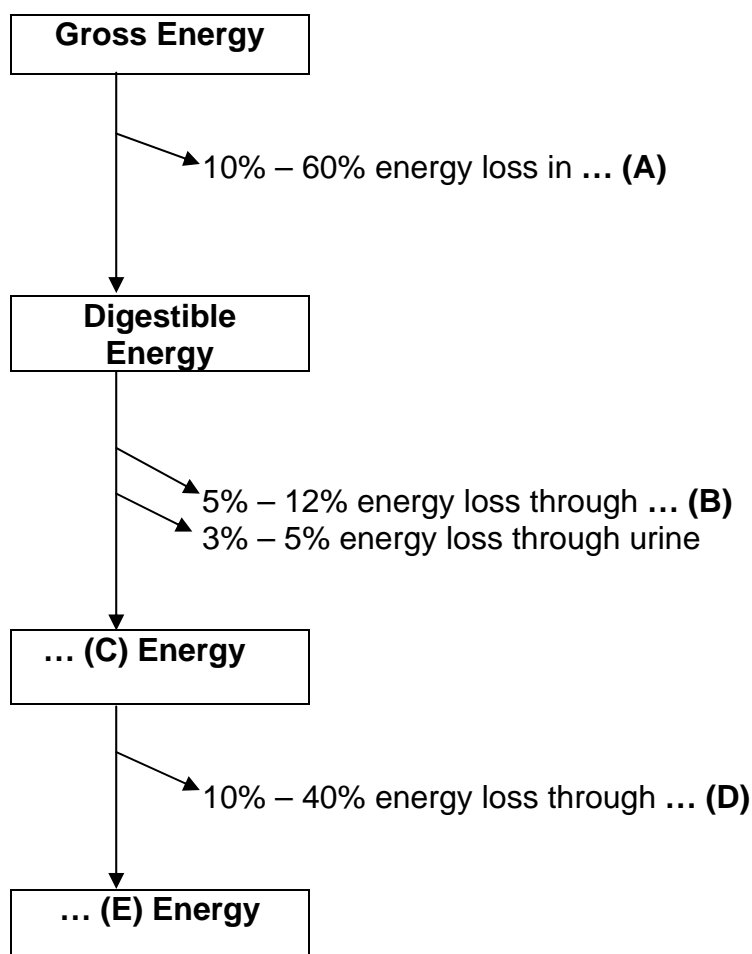 Gross Energy
10% – 60% energy loss in … (A)
Digestible
Energy
5% – 12% energy loss through … (B)
3% – 5% energy loss through urine
… (C) Energy
10% – 40% energy loss through … (D)
… (E) Energy